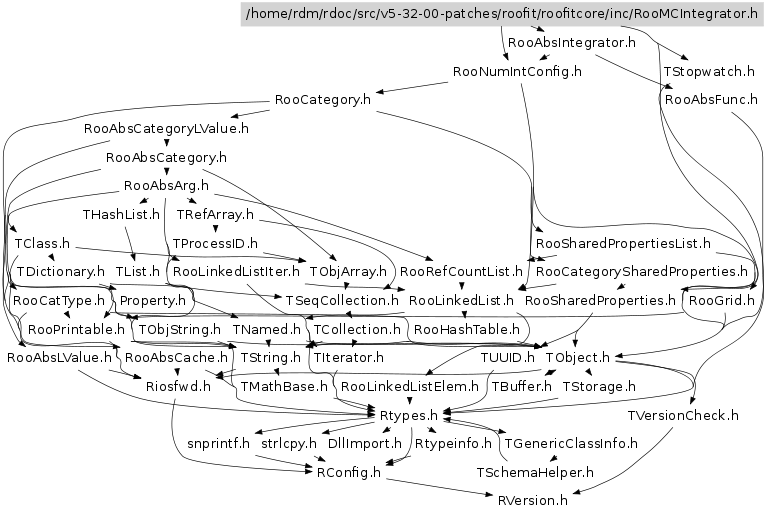 /home/rdm/rdoc/src/v5-32-00-patches/roofit/roofitcore/inc/RooMCIntegrator.h
RooAbsIntegrator.h
RooNumIntConfig.h
TStopwatch.h
RooCategory.h
RooAbsFunc.h
RooAbsCategoryLValue.h
RooAbsCategory.h
RooAbsArg.h
THashList.h
TRefArray.h
TClass.h
TProcessID.h
RooSharedPropertiesList.h
TDictionary.h
TList.h
RooLinkedListIter.h
TObjArray.h
RooRefCountList.h
RooCategorySharedProperties.h
RooCatType.h
Property.h
TSeqCollection.h
RooLinkedList.h
RooSharedProperties.h
RooGrid.h
RooPrintable.h
TObjString.h
TNamed.h
TCollection.h
RooHashTable.h
RooAbsLValue.h
RooAbsCache.h
TString.h
TIterator.h
TUUID.h
TObject.h
Riosfwd.h
TMathBase.h
RooLinkedListElem.h
TBuffer.h
TStorage.h
Rtypes.h
TVersionCheck.h
snprintf.h
strlcpy.h
DllImport.h
Rtypeinfo.h
TGenericClassInfo.h
RConfig.h
TSchemaHelper.h
RVersion.h